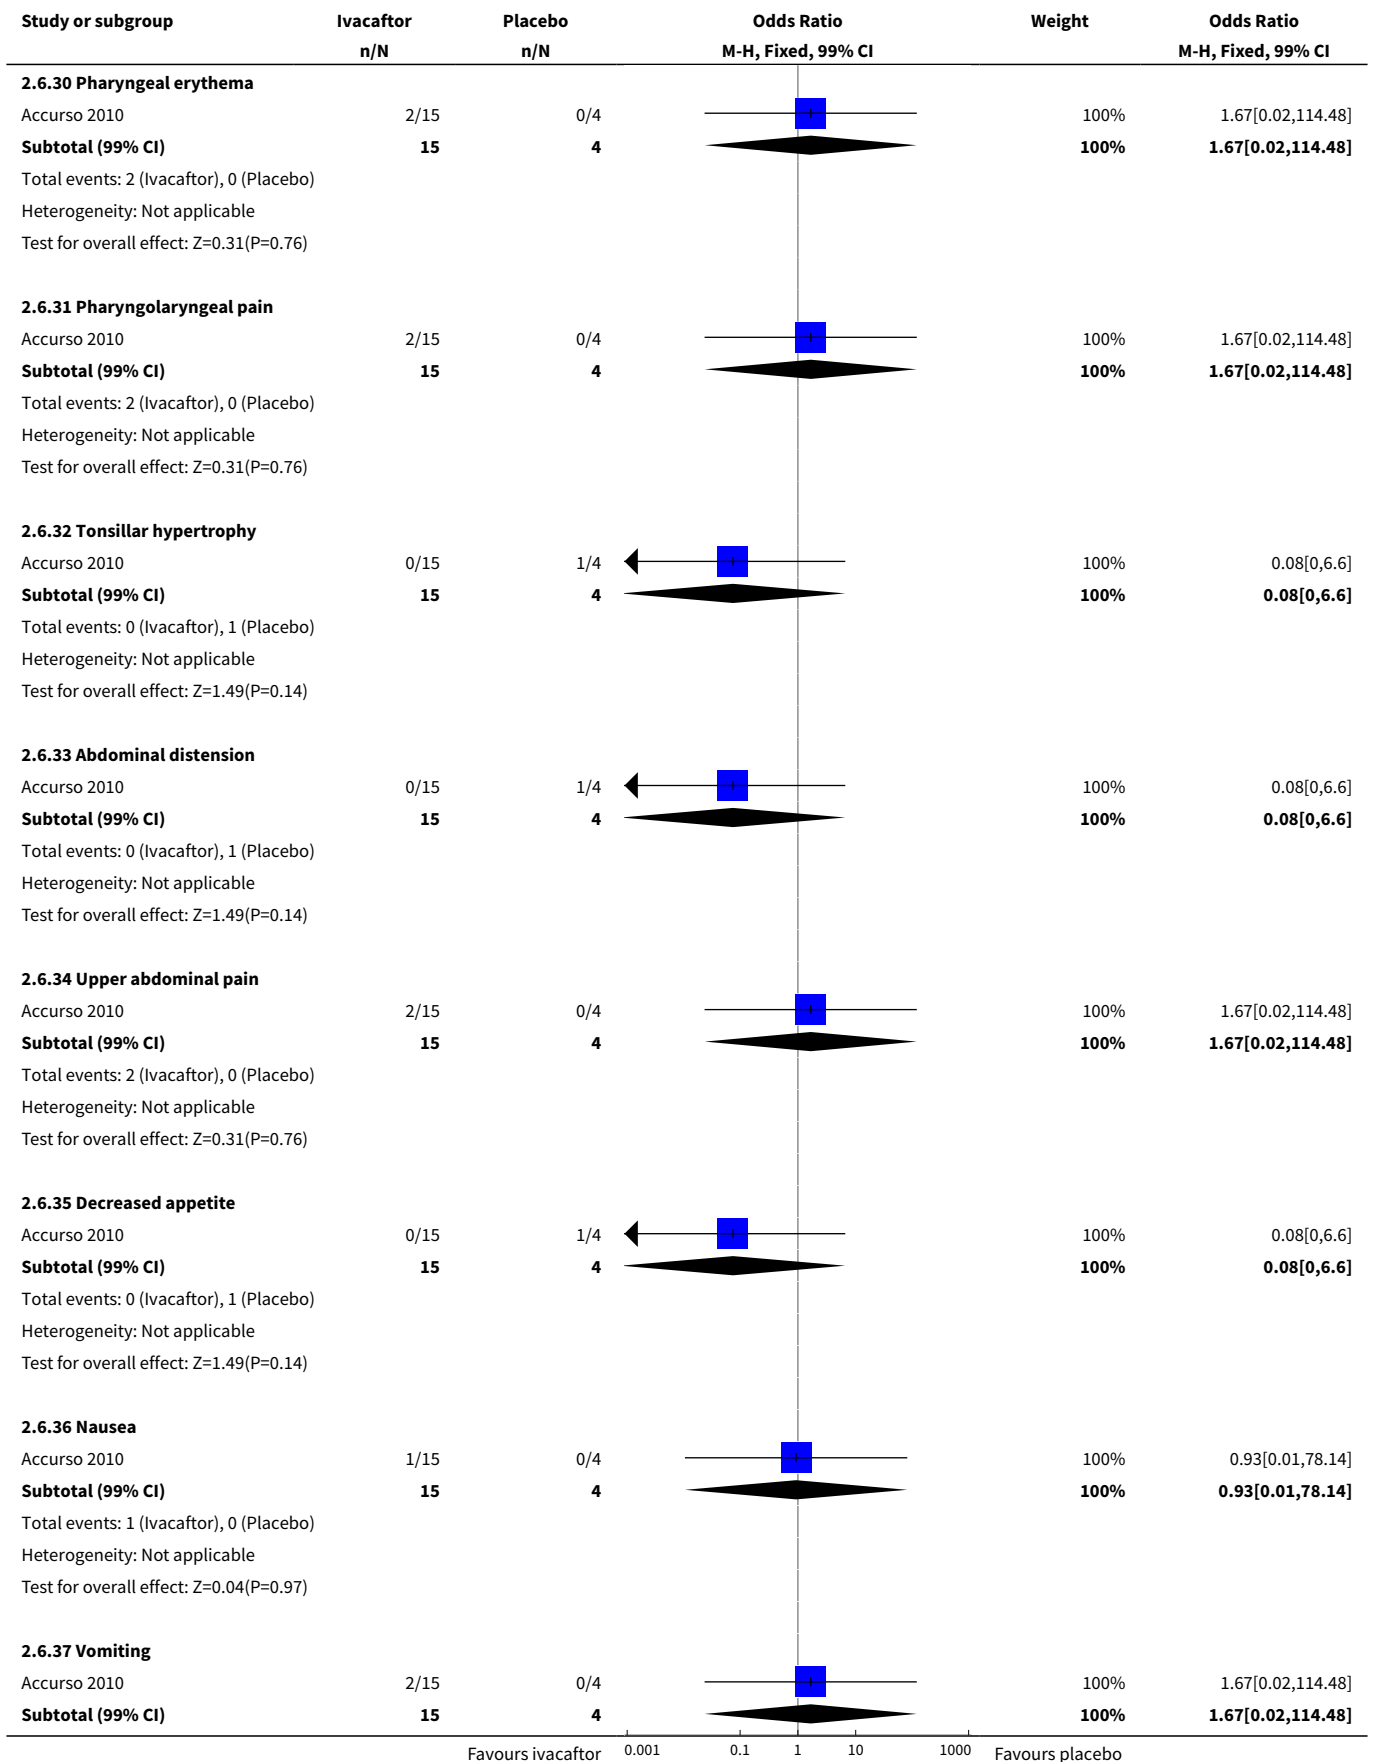 Study or subgroup Ivacaftor Placebo Odds Ratio Weight Odds Ratio
n/N n/N M-H, Fixed, 99% CI M-H, Fixed, 99% CI
2.6.30 Pharyngeal erythema
Accurso 2010 2/15 0/4 100% 1.67[0.02,114.48]
Subtotal (99% CI) 15 4 100% 1.67[0.02,114.48]
Total events: 2 (Ivacaftor), 0 (Placebo)
Heterogeneity: Not applicable
Test for overall effect: Z=0.31(P=0.76)
2.6.31 Pharyngolaryngeal pain
Accurso 2010 2/15 0/4 100% 1.67[0.02,114.48]
Subtotal (99% CI) 15 4 100% 1.67[0.02,114.48]
Total events: 2 (Ivacaftor), 0 (Placebo)
Heterogeneity: Not applicable
Test for overall effect: Z=0.31(P=0.76)
2.6.32 Tonsillar hypertrophy
Accurso 2010 0/15 1/4 100% 0.08[0,6.6]
Subtotal (99% CI) 15 4 100% 0.08[0,6.6]
Total events: 0 (Ivacaftor), 1 (Placebo)
Heterogeneity: Not applicable
Test for overall effect: Z=1.49(P=0.14)
2.6.33 Abdominal distension
Accurso 2010 0/15 1/4 100% 0.08[0,6.6]
Subtotal (99% CI) 15 4 100% 0.08[0,6.6]
Total events: 0 (Ivacaftor), 1 (Placebo)
Heterogeneity: Not applicable
Test for overall effect: Z=1.49(P=0.14)
2.6.34 Upper abdominal pain
Accurso 2010 2/15 0/4 100% 1.67[0.02,114.48]
Subtotal (99% CI) 15 4 100% 1.67[0.02,114.48]
Total events: 2 (Ivacaftor), 0 (Placebo)
Heterogeneity: Not applicable
Test for overall effect: Z=0.31(P=0.76)
2.6.35 Decreased appetite
Accurso 2010 0/15 1/4 100% 0.08[0,6.6]
Subtotal (99% CI) 15 4 100% 0.08[0,6.6]
Total events: 0 (Ivacaftor), 1 (Placebo)
Heterogeneity: Not applicable
Test for overall effect: Z=1.49(P=0.14)
2.6.36 Nausea
Accurso 2010 1/15 0/4 100% 0.93[0.01,78.14]
Subtotal (99% CI) 15 4 100% 0.93[0.01,78.14]
Total events: 1 (Ivacaftor), 0 (Placebo)
Heterogeneity: Not applicable
Test for overall effect: Z=0.04(P=0.97)
2.6.37 Vomiting
Accurso 2010 2/15 0/4 100% 1.67[0.02,114.48]
Subtotal (99% CI) 15 4 100% 1.67[0.02,114.48]
Favours ivacaftor 0.001 0.1 1 10 1000 Favours placebo